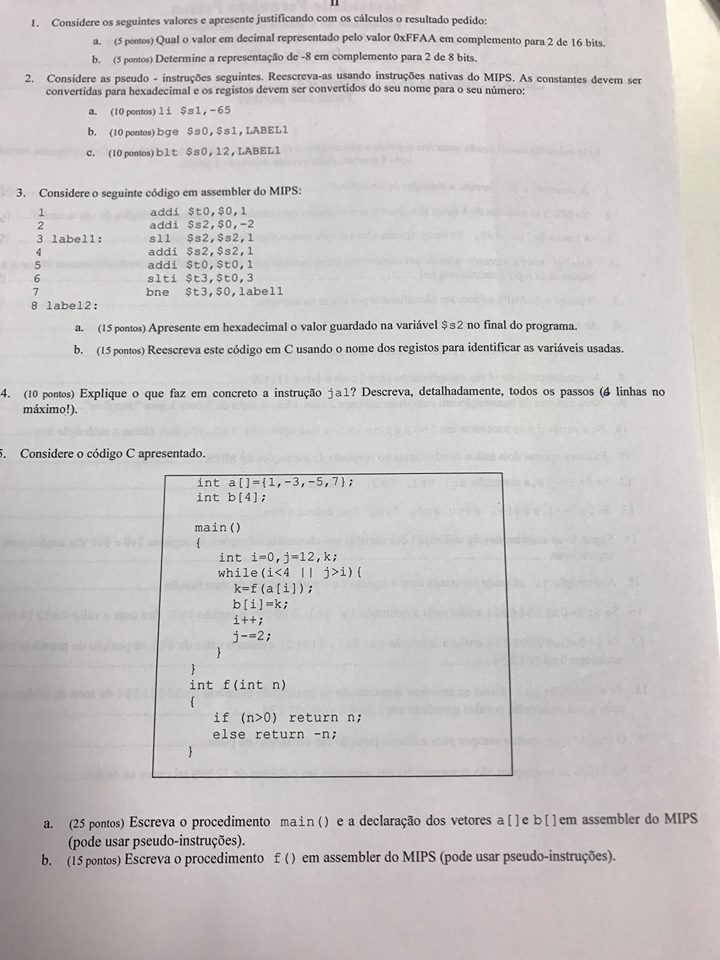 II
1. Considere os seguintes valores e apresente justificando com os cálculos o resultado pedido:
a. (5 pontos) Qual o valor em decimal representado pelo valor 0xFFAA em complemento para 2 de 16 bits.
b. (5 pontos) Determine a representação de -8 em complemento para 2 de 8 bits.
2. Considere as pseudo - instruções seguintes. Reescreva-as usando instruções nativas do MIPS. As constantes devem ser
convertidas para hexadecimal e os registos devem ser convertidos do seu nome para o seu número:
a. (10 pontos) li $s1,-65
b. (10 pontos) bge $s0,$s1,LABEL1
c. (10 pontos) blt $s0,12,LABEL1
3. Considere o seguinte código em assembler do MIPS:
1 addi $t0,$0,1
2 addi $s2,$0,-2
3 label1: sll $s2,$s2,1
4 addi $s2,$s2,1
5 addi $t0,$t0,1
6 slti $t3,$t0,3
7 bne $t3,$0,label1
8 label2:
a. (15 pontos) Apresente em hexadecimal o valor guardado na variável $s2 no final do programa.
b. (15 pontos) Reescreva este código em C usando o nome dos registos para identificar as variáveis usadas.
4. (10 pontos) Explique o que faz em concreto a instrução jal? Descreva, detalhadamente, todos os passos ( linhas no
máximo!).
5. Considere o código C apresentado.
int a[]={1,-3,-5,7};
int b[4];
main()
{
int i=0,j=12,k;
while(i<4 || j>i){
k=f(a[i]);
b[i]=k;
i++;
j-=2;
}
}
int f(int n)
{
if (n>0) return n;
else return -n;
}
a. (25 pontos) Escreva o procedimento main() e a declaração dos vetores a[]e b[]em assembler do MIPS
(pode usar pseudo-instruções).
b. (15 pontos) Escreva o procedimento f() em assembler do MIPS (pode usar pseudo-instruções).